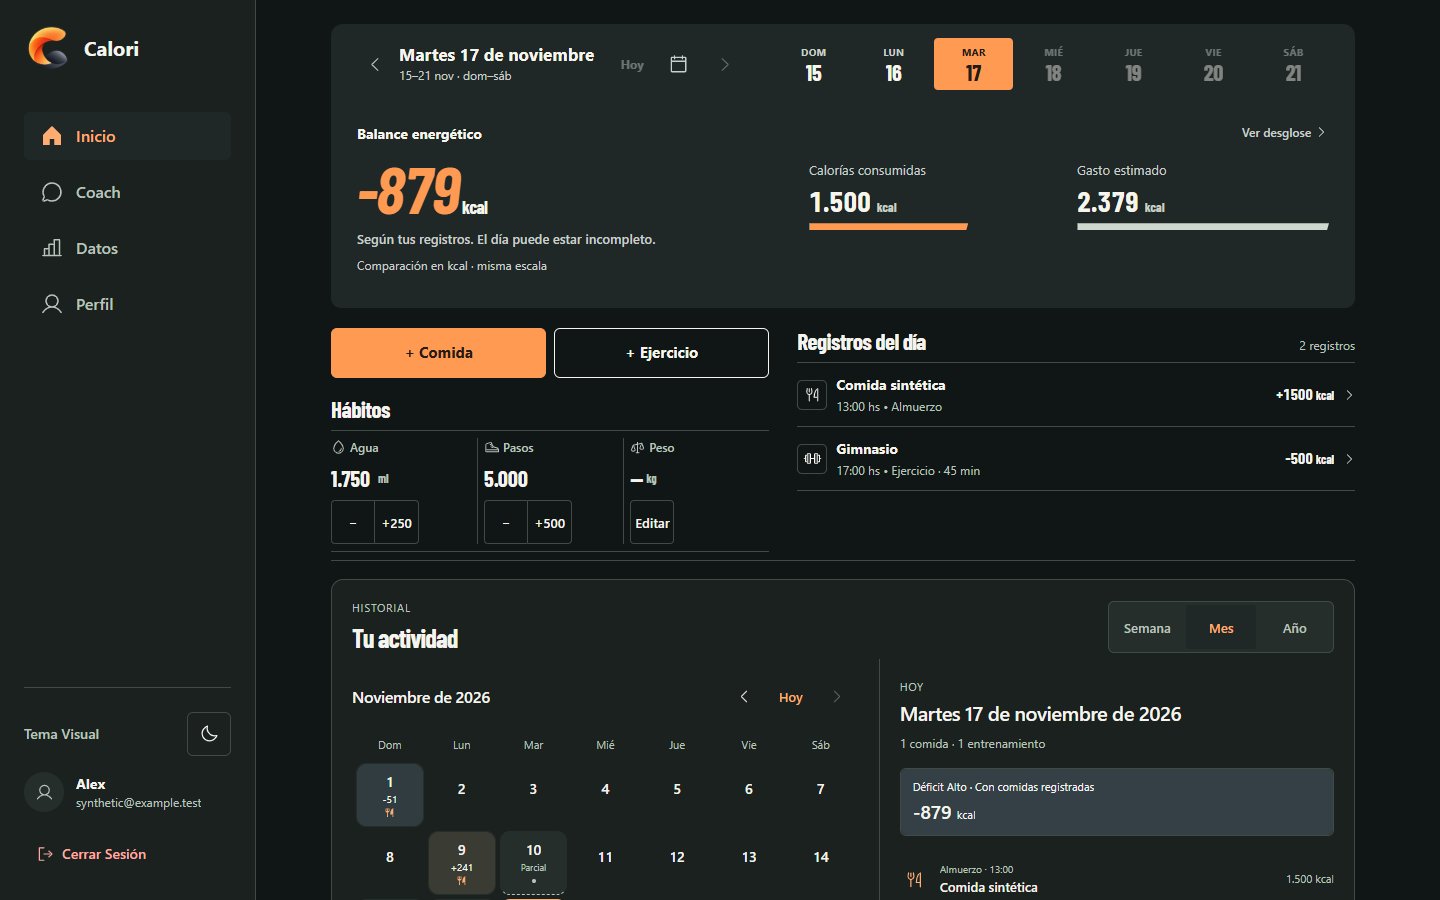 Calori
Inicio
Coach
Datos
Perfil
Tema Visual
Alex
synthetic@example.test
Cerrar Sesión
Martes 17 de noviembre
15–21 nov · dom–sáb
Hoy
DOM
15
LUN
16
MAR
17
MIÉ
18
JUE
19
VIE
20
SÁB
21
Balance energético
Ver desglose
-879 kcal
Según tus registros. El día puede estar incompleto.
Comparación en kcal · misma escala
Calorías consumidas
1.500 kcal
Gasto estimado
2.379 kcal
+ Comida
+ Ejercicio
Hábitos
Agua
1.750 ml
− +250
Pasos
5.000
− +500
Peso
— kg
Editar
Registros del día
2 registros
Comida sintética
13:00 hs • Almuerzo
+1500 kcal
Gimnasio
17:00 hs • Ejercicio · 45 min
-500 kcal
HISTORIAL
Tu actividad
Semana Mes Año
Noviembre de 2026
Hoy
Dom Lun Mar Mié Jue Vie Sáb
1 2 3 4 5 6 7
-51
8 9 10 11 12 13 14
+241 Parcial
HOY
Martes 17 de noviembre de 2026
1 comida · 1 entrenamiento
Déficit Alto · Con comidas registradas
-879 kcal
Almuerzo · 13:00
Comida sintética
1.500 kcal